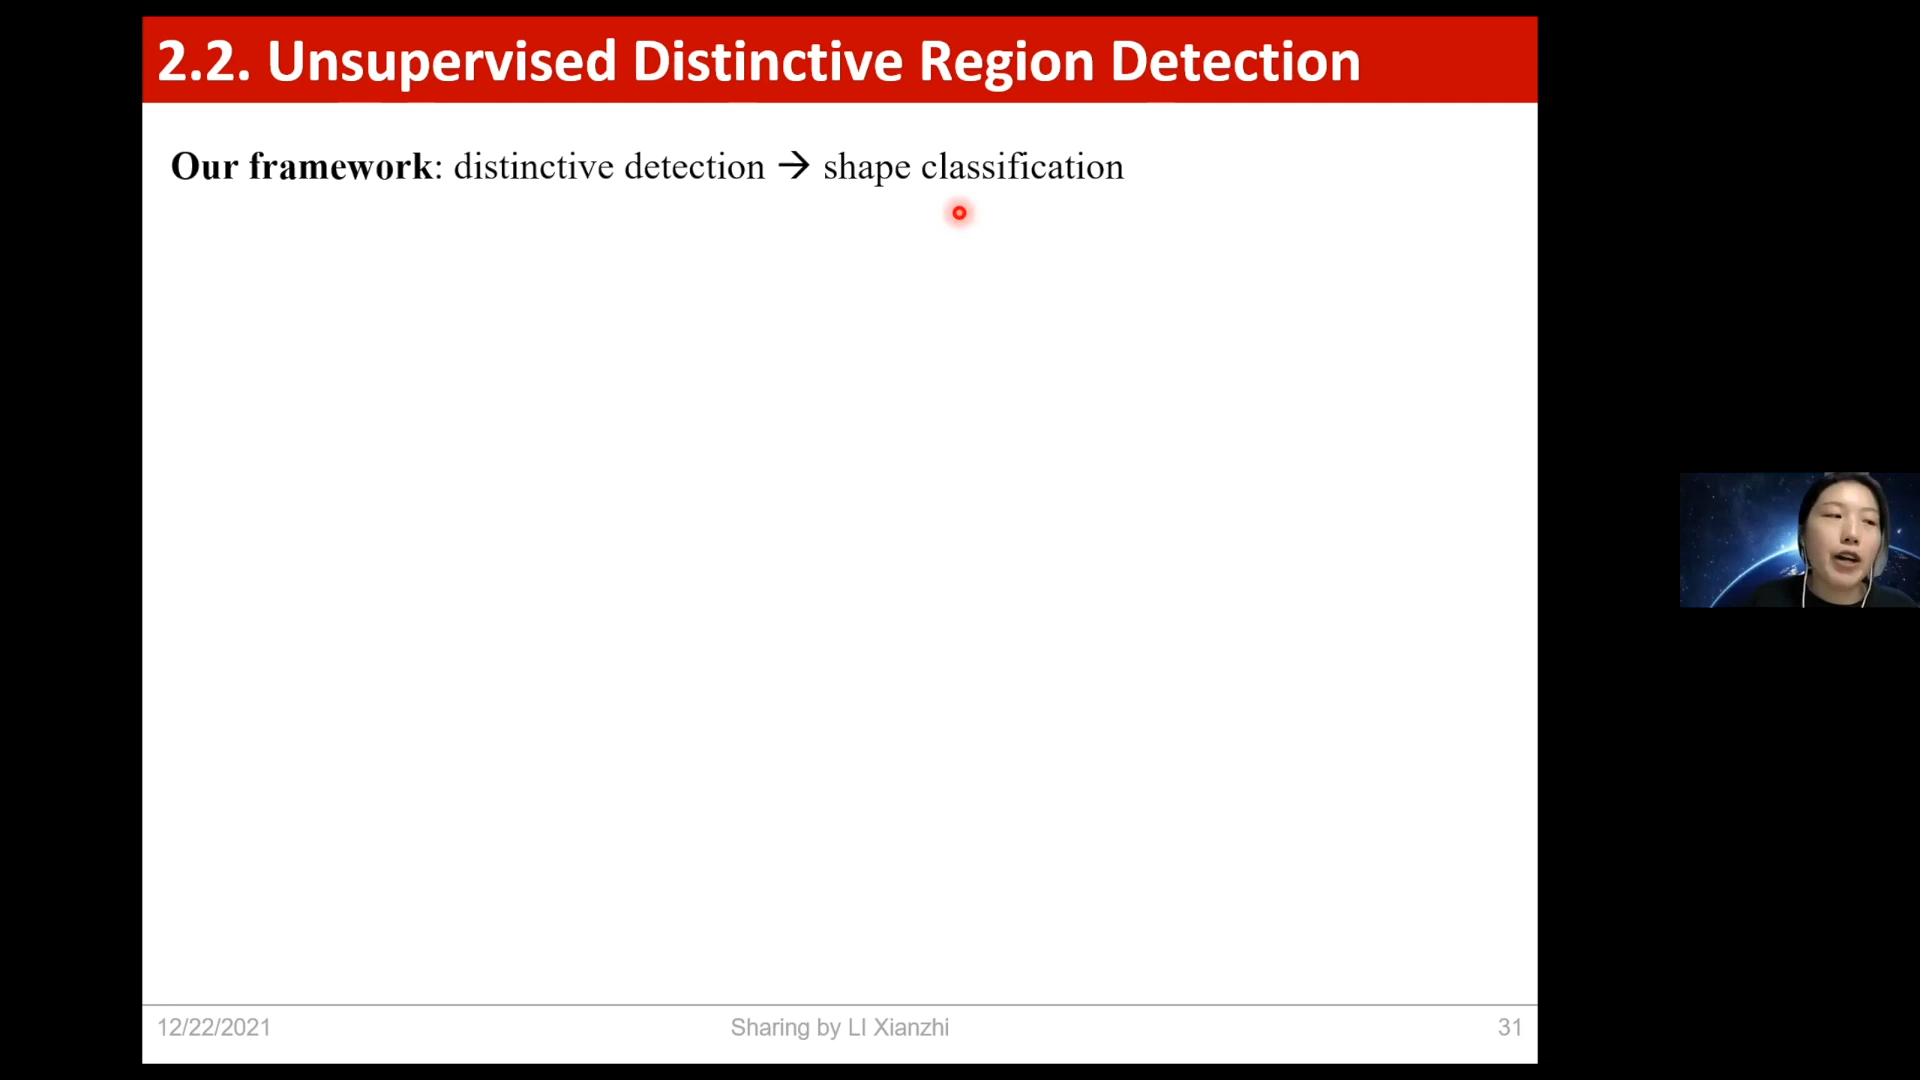 2.2. Unsupervised Distinctive Region Detection
Our framework: distinctive detection → shape classification
12/22/2021
Sharing by LI Xianzhi
31